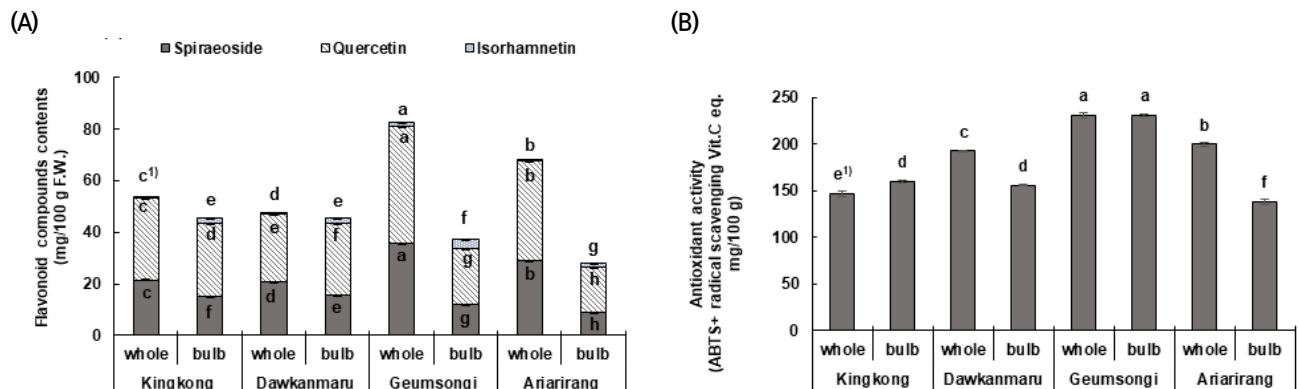 (A)
Spiraeoside Quercetin Isorhamnetin
Flavonoid compounds contents
(mg/100 g F.W.)
100
80
60
40
20
0
c1)
c
c
e
d
f
d
e
d
e
f
e
a
a
a
f
g
g
b
b
b
g
h
h
whole bulb whole bulb whole bulb whole bulb
Kingkong Dawkanmaru Geumsongi Ariarirang
(B)
Antioxidant activity
(ABTS+ radical scavenging Vit.C eq.
mg/100 g)
250
200
150
100
50
0
e1) d c d a a b f
whole bulb whole bulb whole bulb whole bulb
Kingkong Dawkanmaru Geumsongi Ariarirang